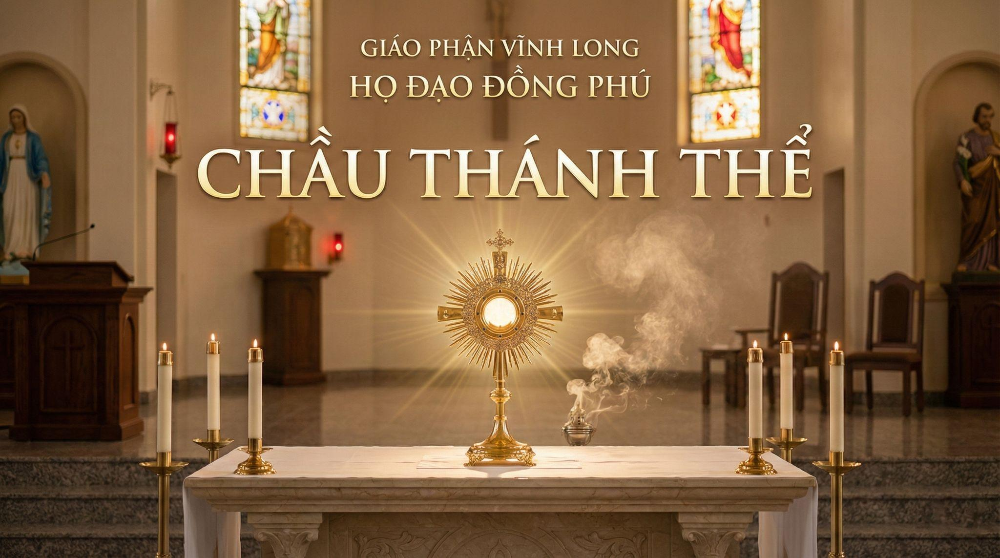 GIÁO PHẬN VĨNH LONG
HỌ ĐẠO ĐỒNG PHÚ
CHẦU THÁNH THỂ